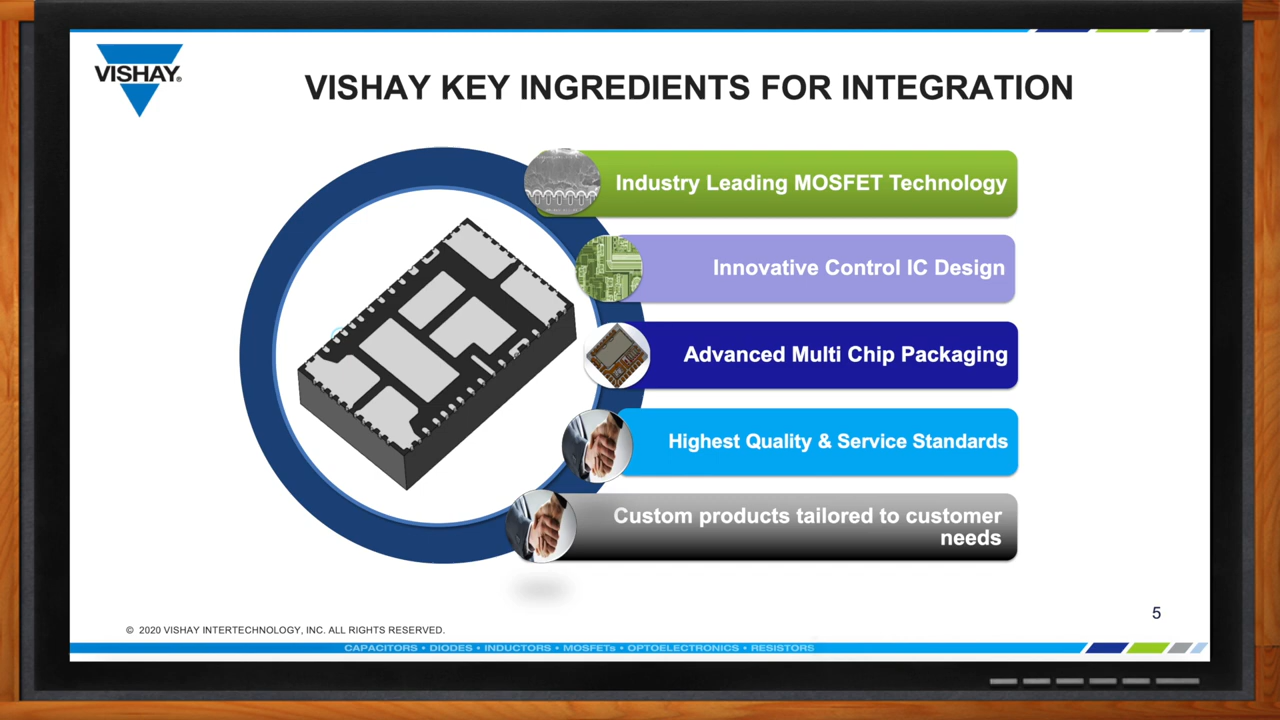 VISHAY®
VISHAY KEY INGREDIENTS FOR INTEGRATION
Industry Leading MOSFET Technology
Innovative Control IC Design
Advanced Multi Chip Packaging
Highest Quality & Service Standards
Custom products tailored to customer
needs
5
© 2020 VISHAY INTERTECHNOLOGY, INC. ALL RIGHTS RESERVED.
CAPACITORS • DIODES • INDUCTORS • MOSFETs • OPTOELECTRONICS • RESISTORS